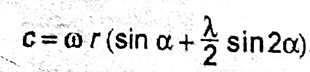 c = ω r (sin α + λ/2 sin 2α)